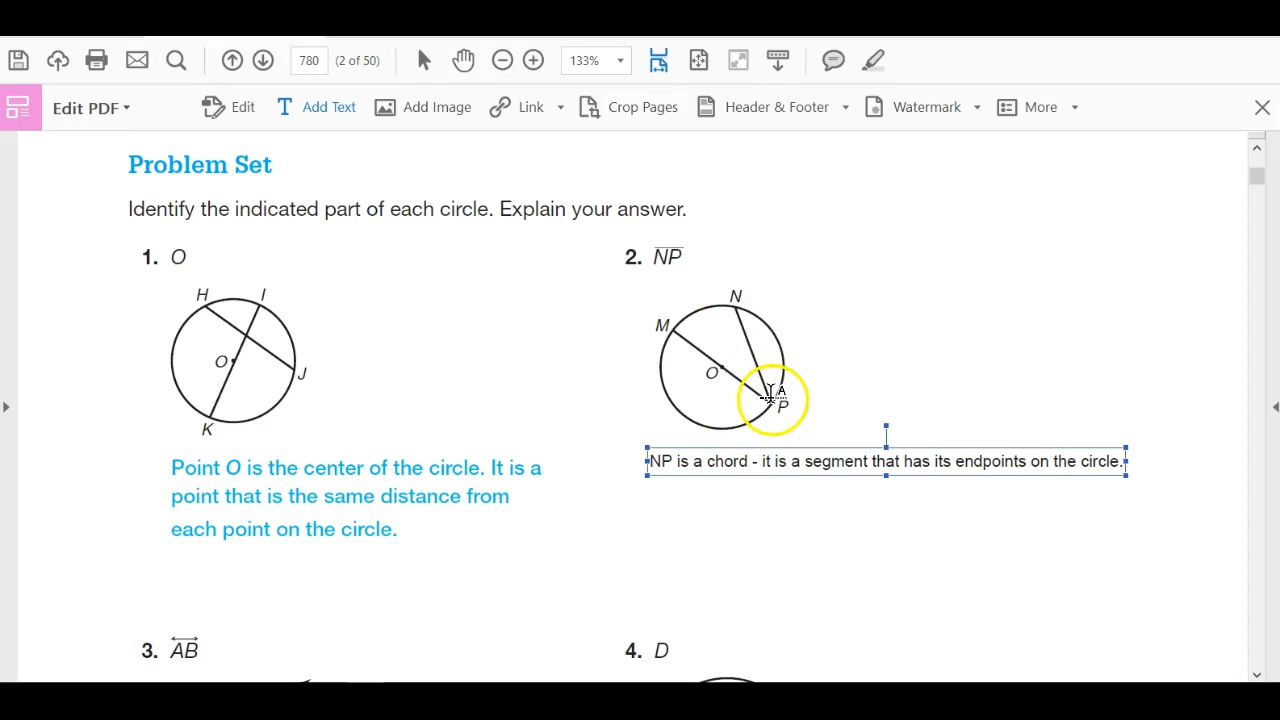 780 (2 of 50) 133%
Edit PDF Edit Add Text Add Image Link Crop Pages Header & Footer Watermark More
Problem Set
Identify the indicated part of each circle. Explain your answer.
1. O
2. NP
H I
O
J
K
N
M
O
P
A
NP is a chord - it is a segment that has its endpoints on the circle.
Point O is the center of the circle. It is a
point that is the same distance from
each point on the circle.
3. AB
4. D